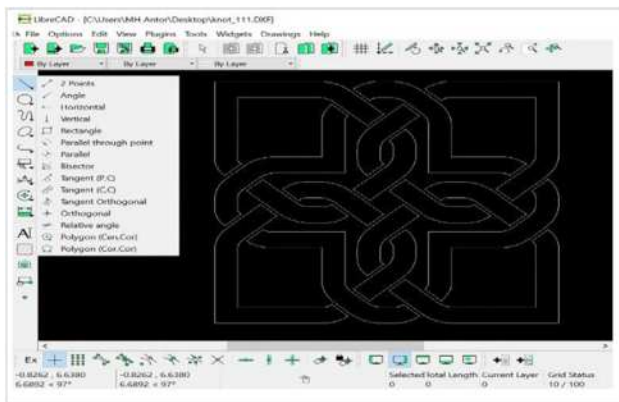 LibreCAD - [C:\Users\MH Antor\Desktop\knot_111.DXF]
File Options Edit View Plugins Tools Widgets Drawings Help
By Layer By Layer By Layer
2 Points
Angle
Horizontal
Vertical
Rectangle
Parallel through point
Parallel
Bisector
Tangent (P,C)
Tangent (C,C)
Tangent Orthogonal
Orthogonal
Relative angle
Polygon (Cen,Cor)
Polygon (Cor,Cor)
AI
Ex
-0.8262 , 6.6380 -0.8262 , 6.6380 Selected Total Length Current Layer Grid Status
6.6892 < 97° 6.6892 < 97° 0 0 0 10 / 100